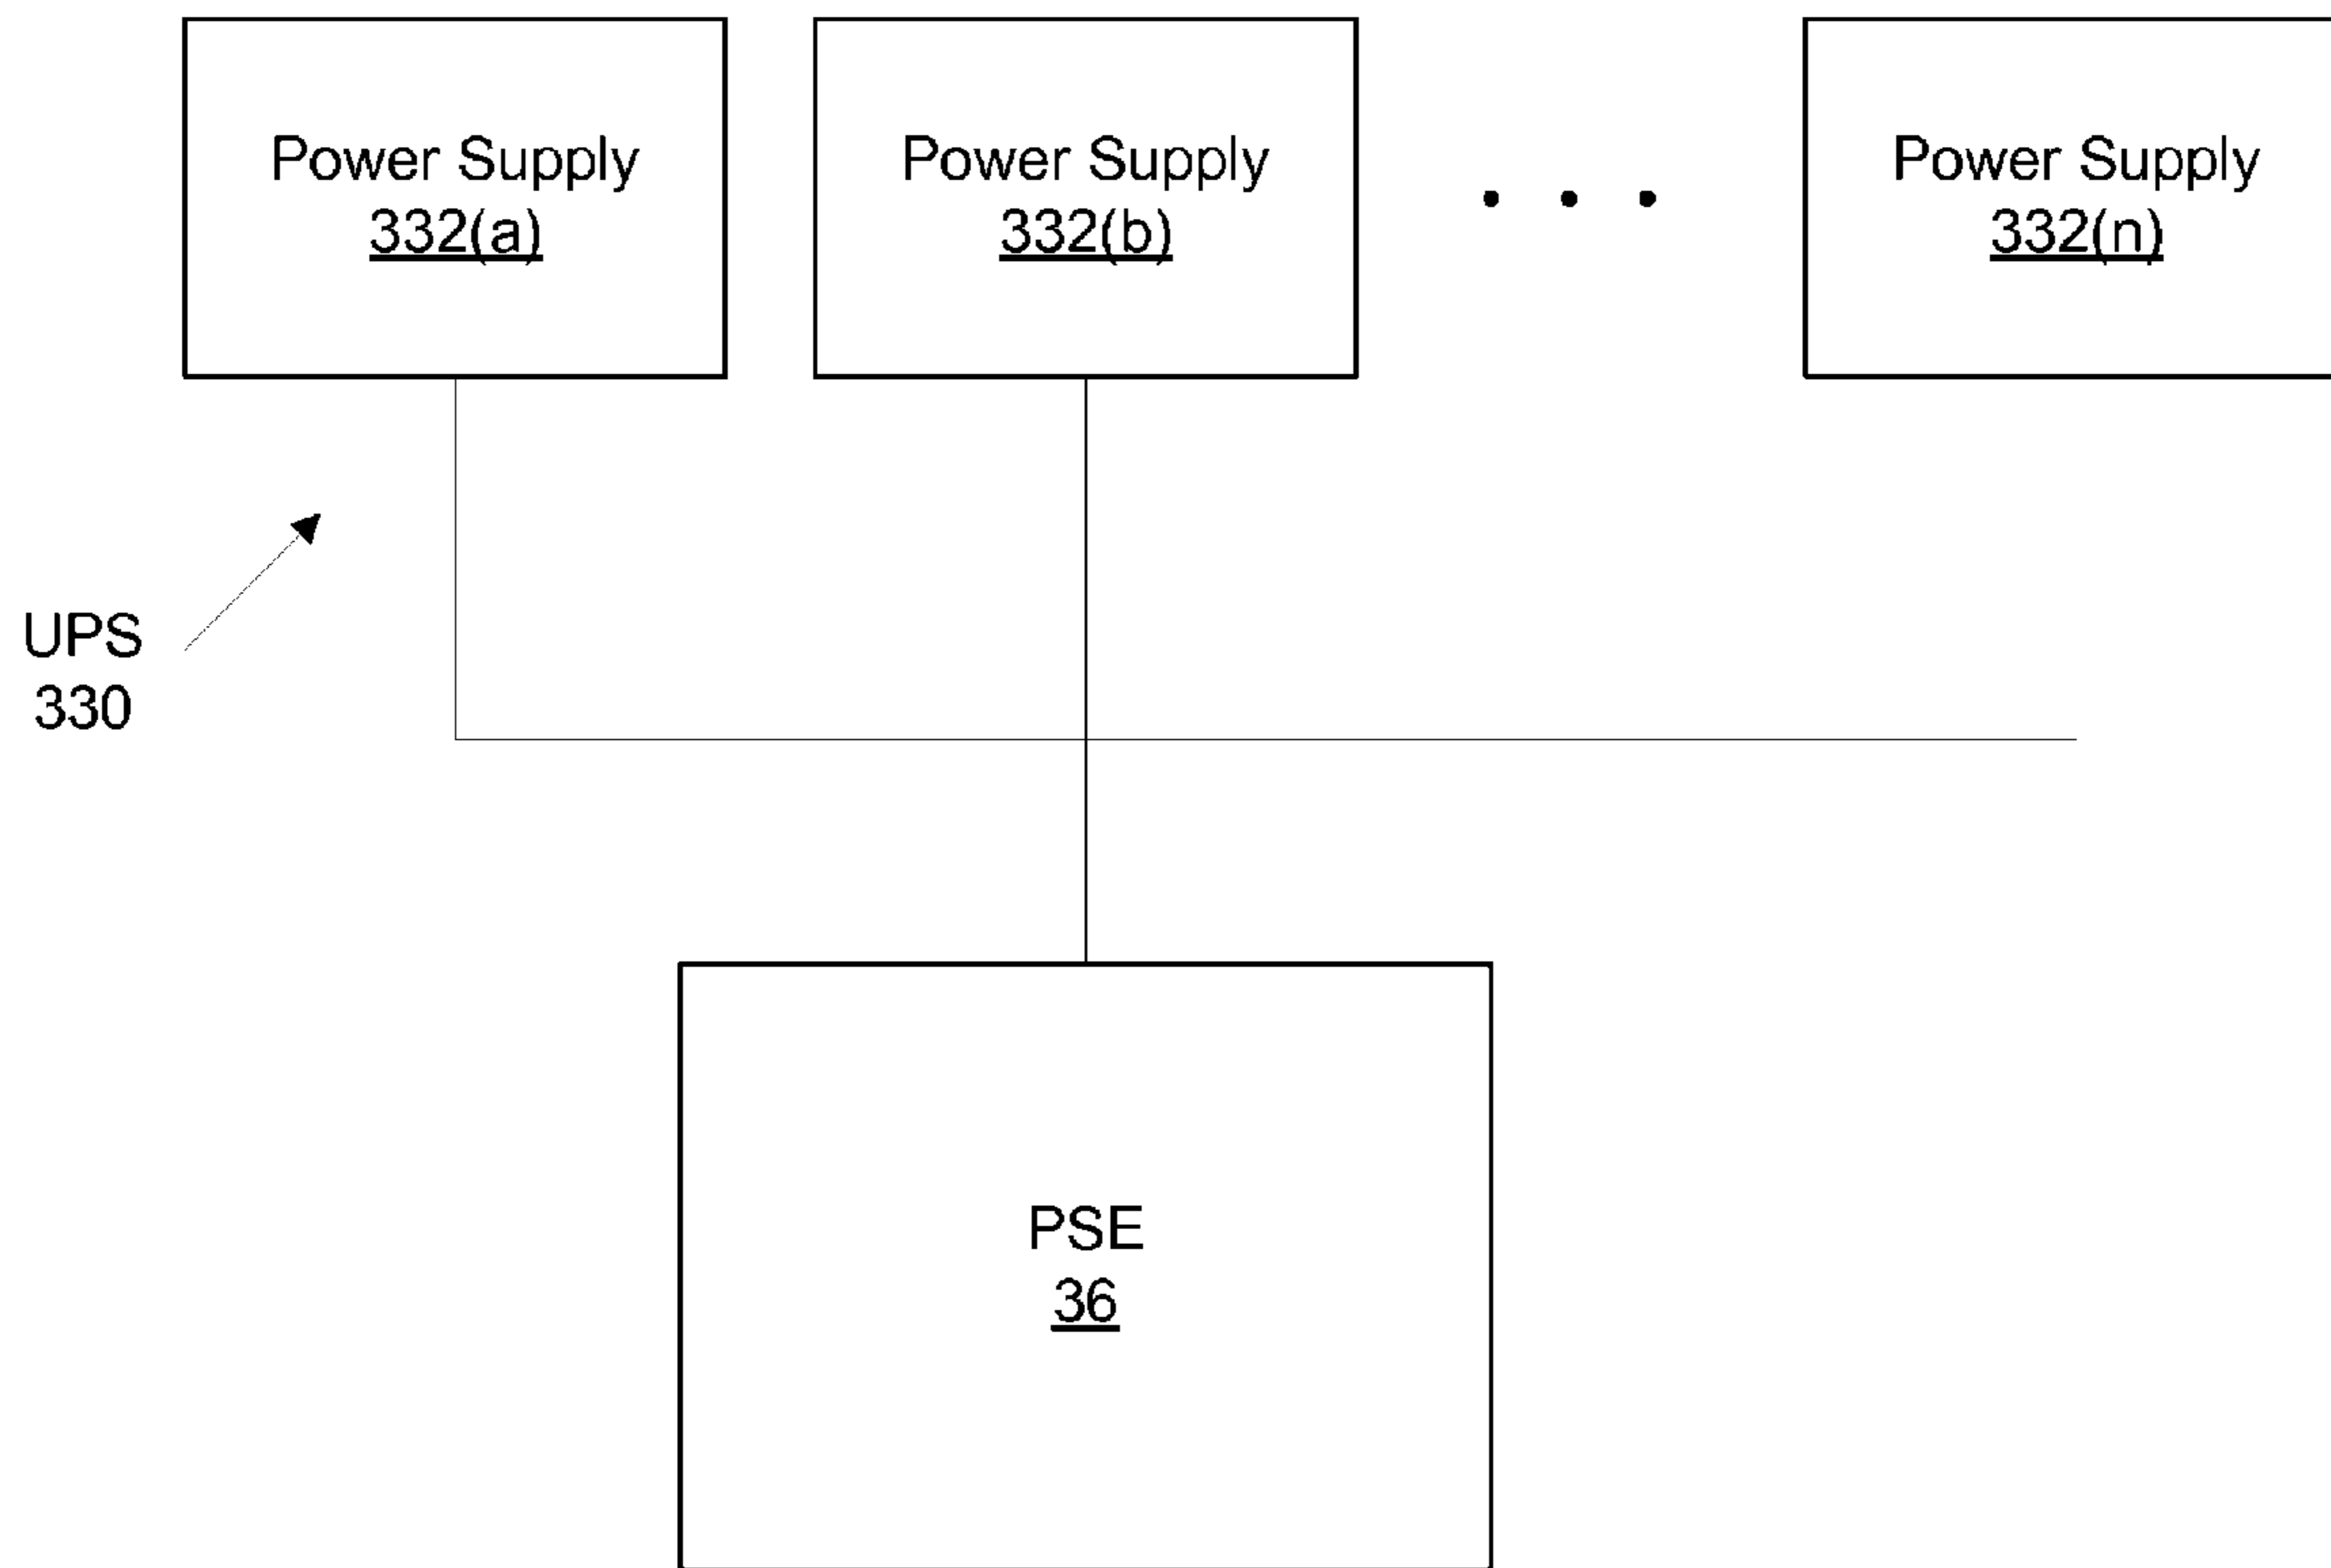 Power Supply
332(a)
Power Supply
332(b)
. . .
Power Supply
332(n)
UPS
330
PSE
36